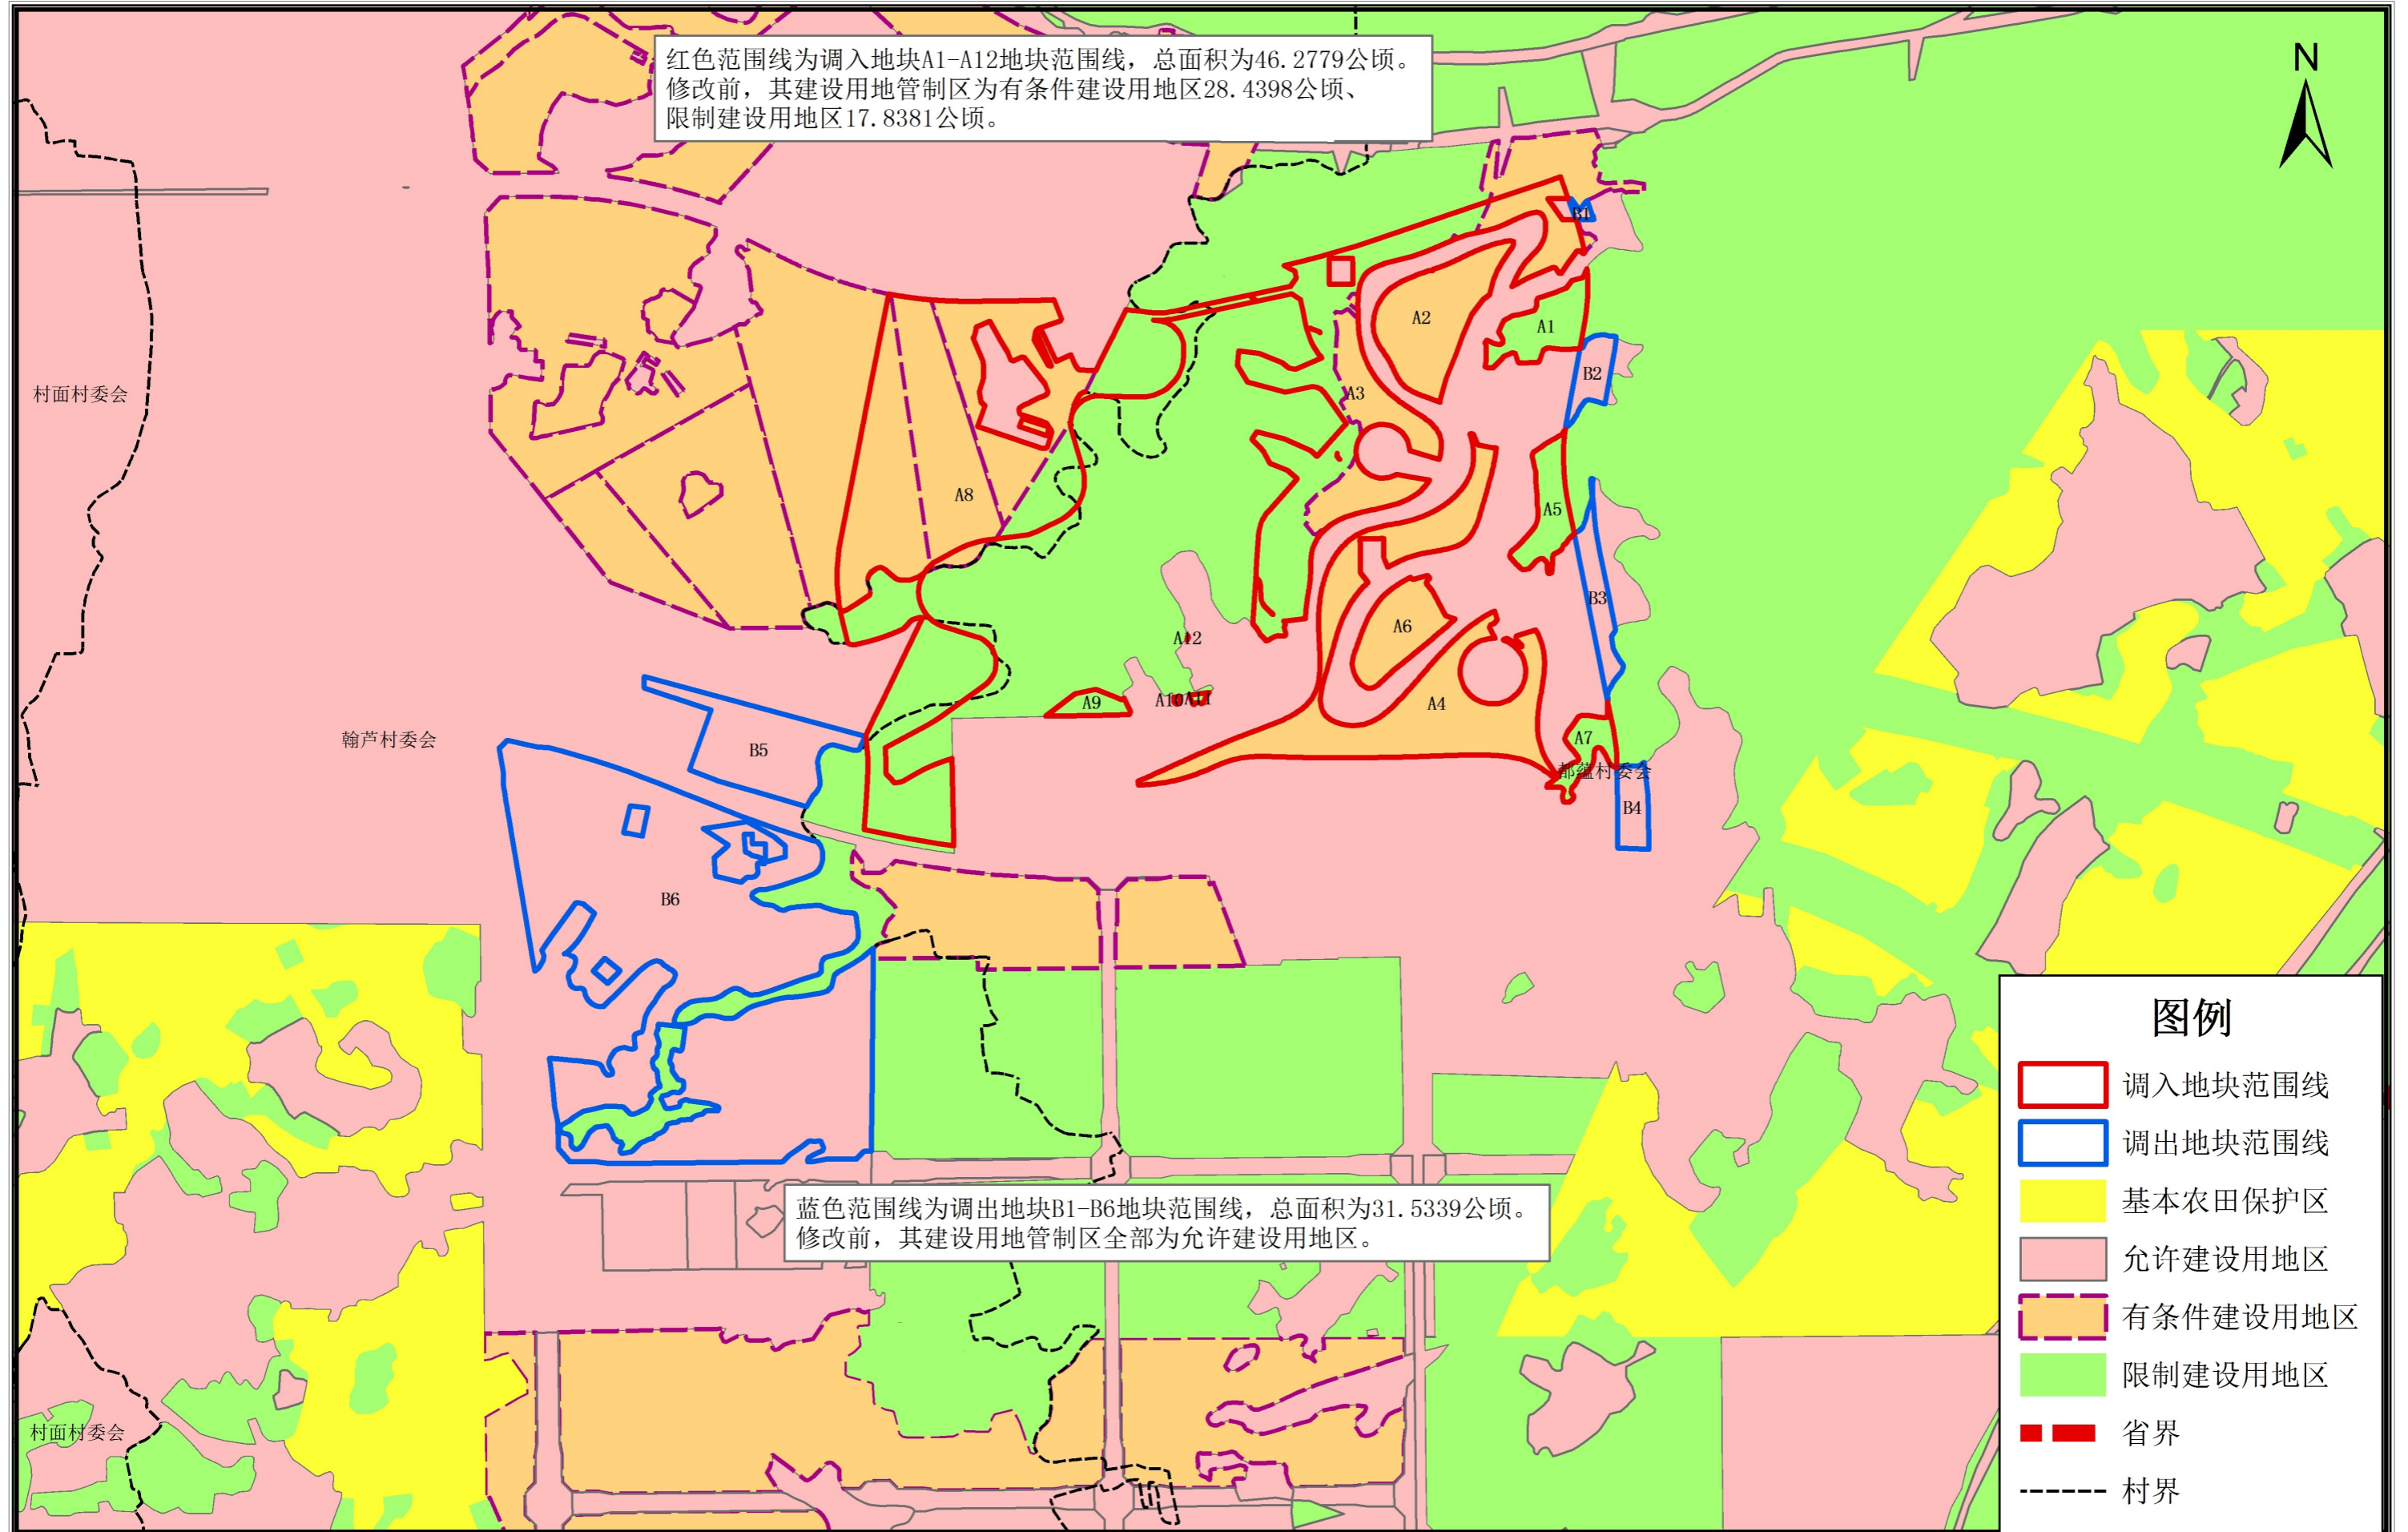 红色范围线为调入地块A1-A12地块范围线，总面积为46.2779公顷。
修改前，其建设用地管制区为有条件建设用地区28.4398公顷、
限制建设用地区17.8381公顷。
N
B1
A2
A1
B2
村面村委会
A3
A8
A5
B3
A6
A12
A9
A10
A11
A4
翰芦村委会
B5
A7
都蕴村委会
B4
B6
蓝色范围线为调出地块B1-B6地块范围线，总面积为31.5339公顷。
修改前，其建设用地管制区全部为允许建设用地区。
村面村委会
图例
调入地块范围线
调出地块范围线
基本农田保护区
允许建设用地区
有条件建设用地区
限制建设用地区
省界
村界